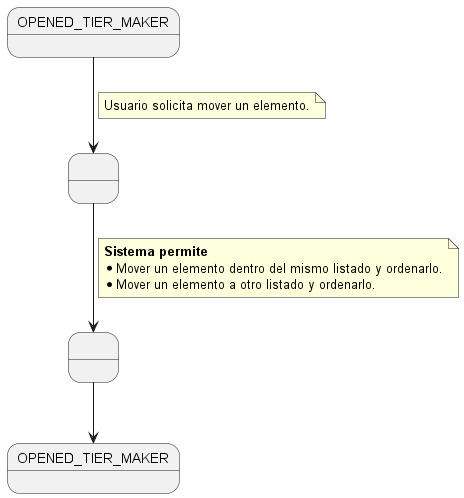 OPENED_TIER_MAKER
Usuario solicita mover un elemento.
Sistema permite
• Mover un elemento dentro del mismo listado y ordenarlo.
• Mover un elemento a otro listado y ordenarlo.
OPENED_TIER_MAKER